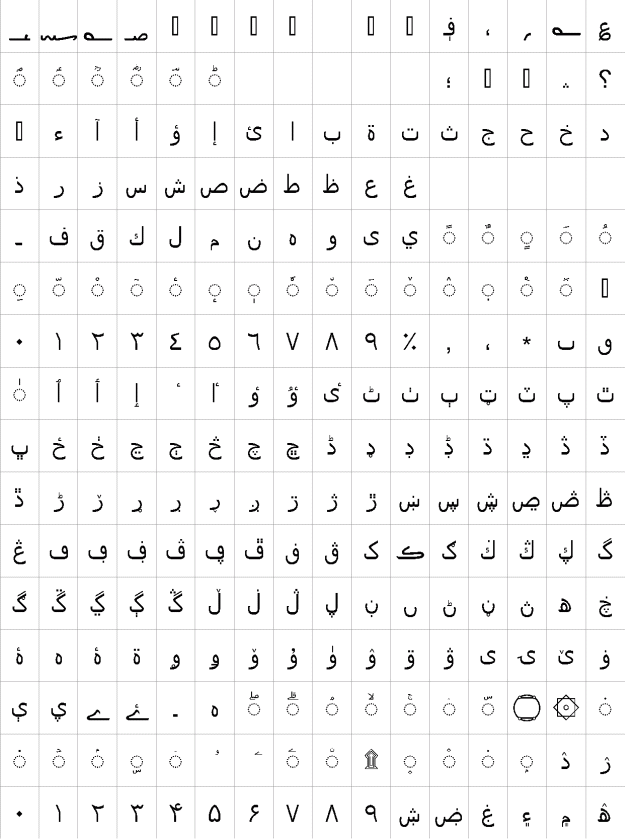 ؀ ؁ ؂ ؃ ؋ ، ؍ ؎ ؏
◌ؐ ◌ؑ ◌ؒ ◌ؓ ◌ؔ ◌ؕ ؛ ؞ ؟
ء آ أ ؤ إ ئ ا ب ة ت ث ج ح خ د
ذ ر ز س ش ص ض ط ظ ع غ
ـ ف ق ك ل م ن ه و ى ي ◌ً ◌ٌ ◌ٍ ◌َ ◌ُ
◌ِ ◌ّ ◌ْ ◌ٓ ◌ٔ ◌ٕ ◌ٖ ◌ٗ ◌٘ ◌ٙ ◌ٚ ◌ٛ ◌ٜ ◌ٝ ◌ٞ
٠ ١ ٢ ٣ ٤ ٥ ٦ ٧ ٨ ٩ ٪ ٫ ٬ ٭ ٮ ٯ
◌ٰ ٱ ٲ ٳ ٴ ٵ ٶ ٷ ٸ ٹ ٺ ٻ ټ ٽ پ ٿ
ڀ ځ ڂ ڃ ڄ څ چ ڇ ڈ ډ ڊ ڋ ڌ ڍ ڎ ڏ
ڐ ڑ ڒ ړ ڔ ڕ ږ ڗ ژ ڙ ښ ڛ ڜ ڝ ڞ ڟ
ڠ ڡ ڢ ڣ ڤ ڥ ڦ ڧ ڨ ک ڪ ګ ڬ ڭ ڮ گ
ڰ ڱ ڲ ڳ ڴ ڵ ڶ ڷ ڸ ڹ ں ڻ ڼ ڽ ھ ڿ
ۀ ہ ۂ ۃ ۄ ۅ ۆ ۇ ۈ ۉ ۊ ۋ ی ۍ ێ ۏ
ې ۑ ے ۓ ۔ ە ◌ۖ ◌ۗ ◌ۘ ◌ۙ ◌ۚ ◌ۛ ◌ۜ ۝ ۞ ◌۟
◌۠ ◌ۡ ◌ۢ ◌ۣ ◌ۤ ۥ ۦ ◌ۧ ◌ۨ ۩ ◌۪ ◌۫ ◌۬ ◌ۭ ۮ ۯ
۰ ۱ ۲ ۳ ۴ ۵ ۶ ۷ ۸ ۹ ۺ ۻ ۼ ۽ ۾ ۿ